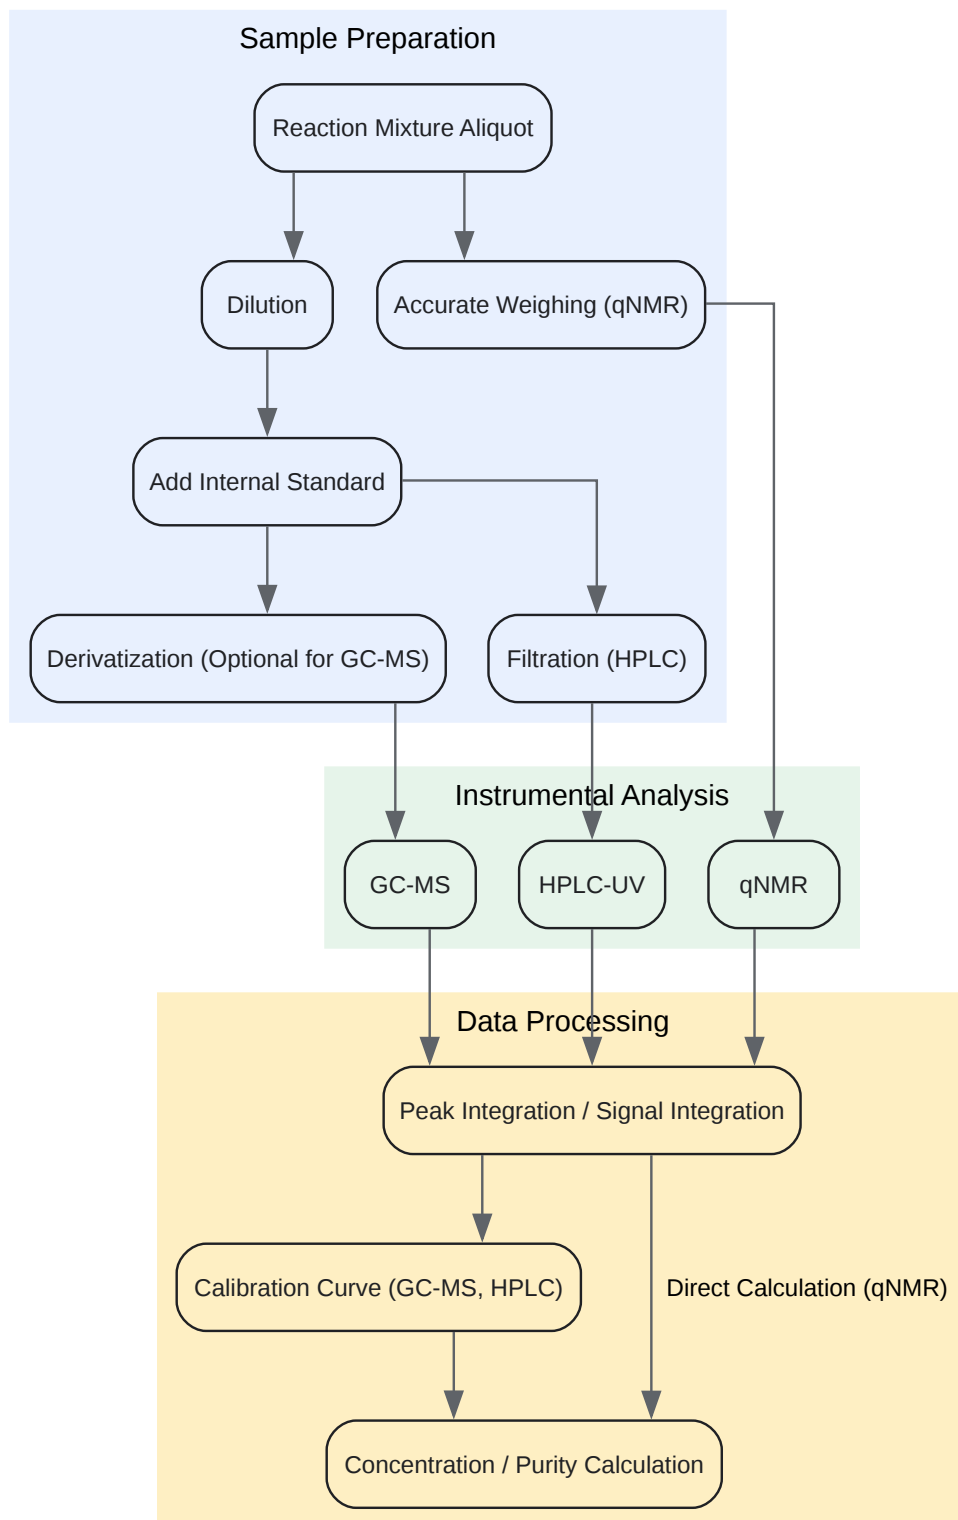 Sample Preparation
Reaction Mixture Aliquot
Dilution
Accurate Weighing (qNMR)
Add Internal Standard
Derivatization (Optional for GC-MS)
Filtration (HPLC)
Instrumental Analysis
GC-MS
HPLC-UV
qNMR
Data Processing
Peak Integration / Signal Integration
Calibration Curve (GC-MS, HPLC)
Direct Calculation (qNMR)
Concentration / Purity Calculation